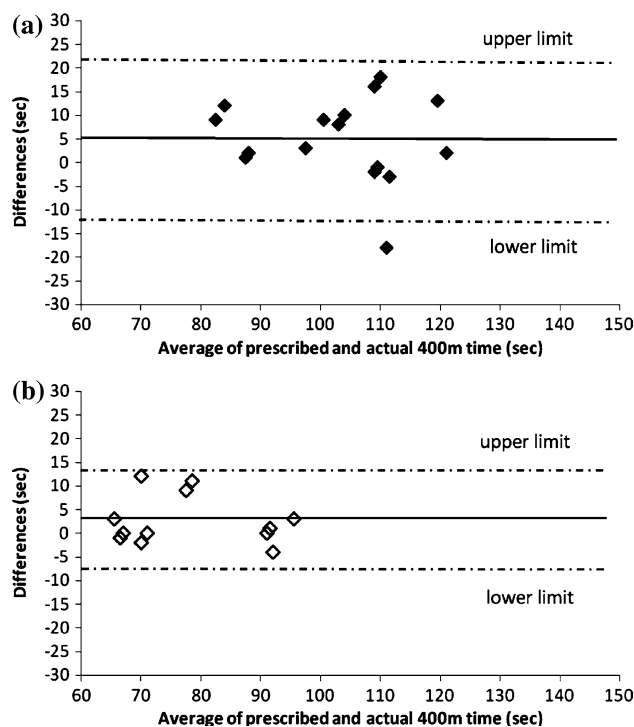 (a)
30
25
upper limit
20
15
10
5
0
-5
-10
-15
lower limit
-20
-25
-30
Differences (sec)
60 70 80 90 100 110 120 130 140 150
Average of prescribed and actual 400m time (sec)
(b)
30
25
20
upper limit
15
10
5
0
-5
-10
lower limit
-15
-20
-25
-30
Differences (sec)
60 70 80 90 100 110 120 130 140 150
Average of prescribed and actual 400m time (sec)